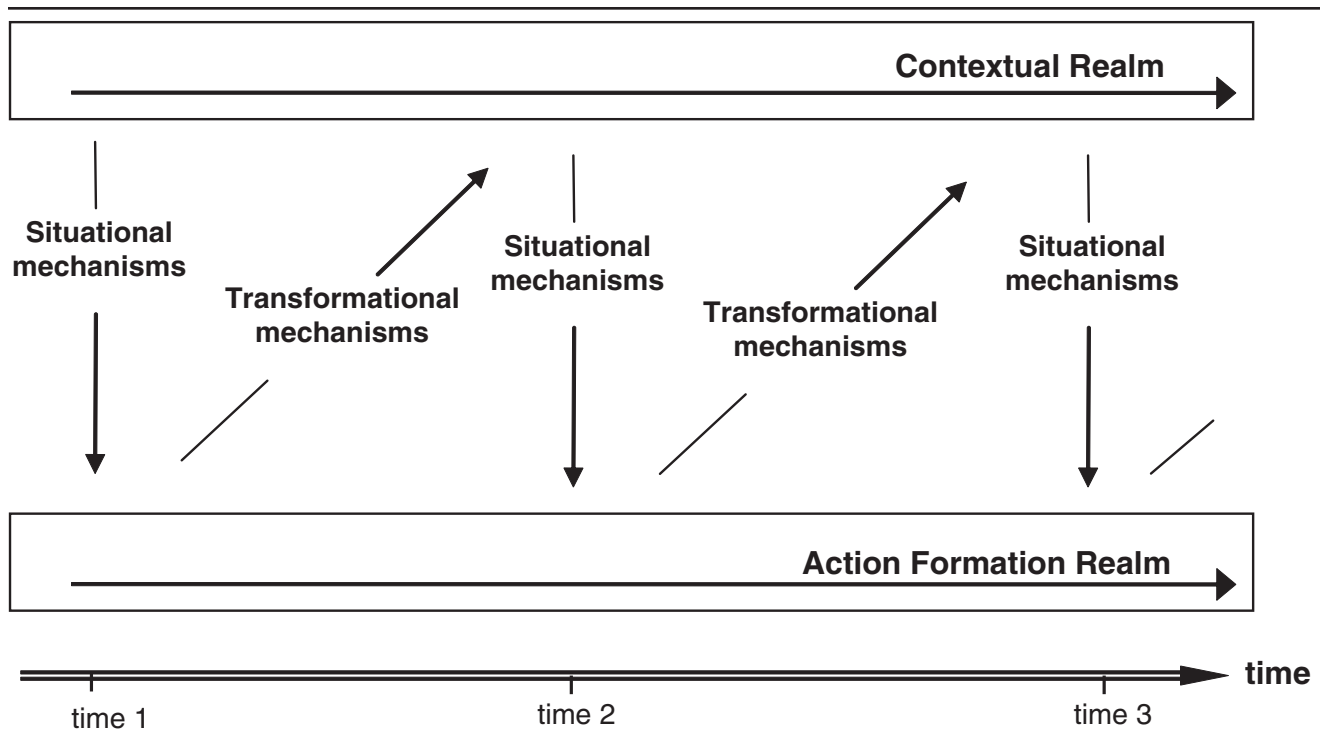 Contextual Realm
Situational
mechanisms
Transformational
mechanisms
Situational
mechanisms
Transformational
mechanisms
Situational
mechanisms
Action Formation Realm
time
time 1
time 2
time 3